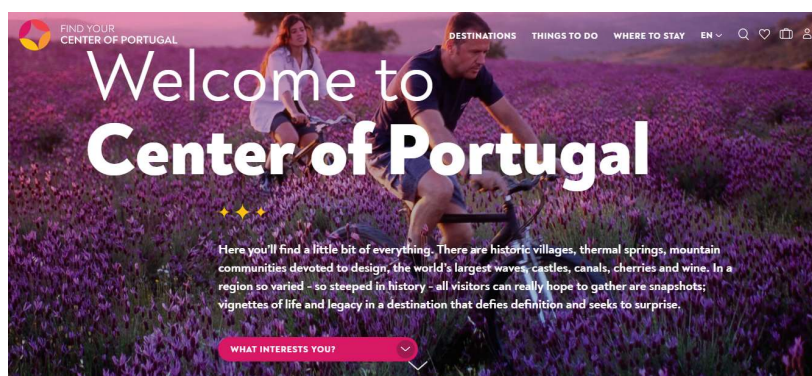 FIND YOUR
CENTER OF PORTUGAL
DESTINATIONS THINGS TO DO WHERE TO STAY EN
Welcome to
Center of Portugal
Here you'll find a little bit of everything. There are historic villages, thermal springs, mountain
communities devoted to design, the world's largest waves, castles, canals, cherries and wine. In a
region so varied - so steeped in history - all visitors can really hope to gather are snapshots;
vignettes of life and legacy in a destination that defies definition and seeks to surprise.
WHAT INTERESTS YOU?